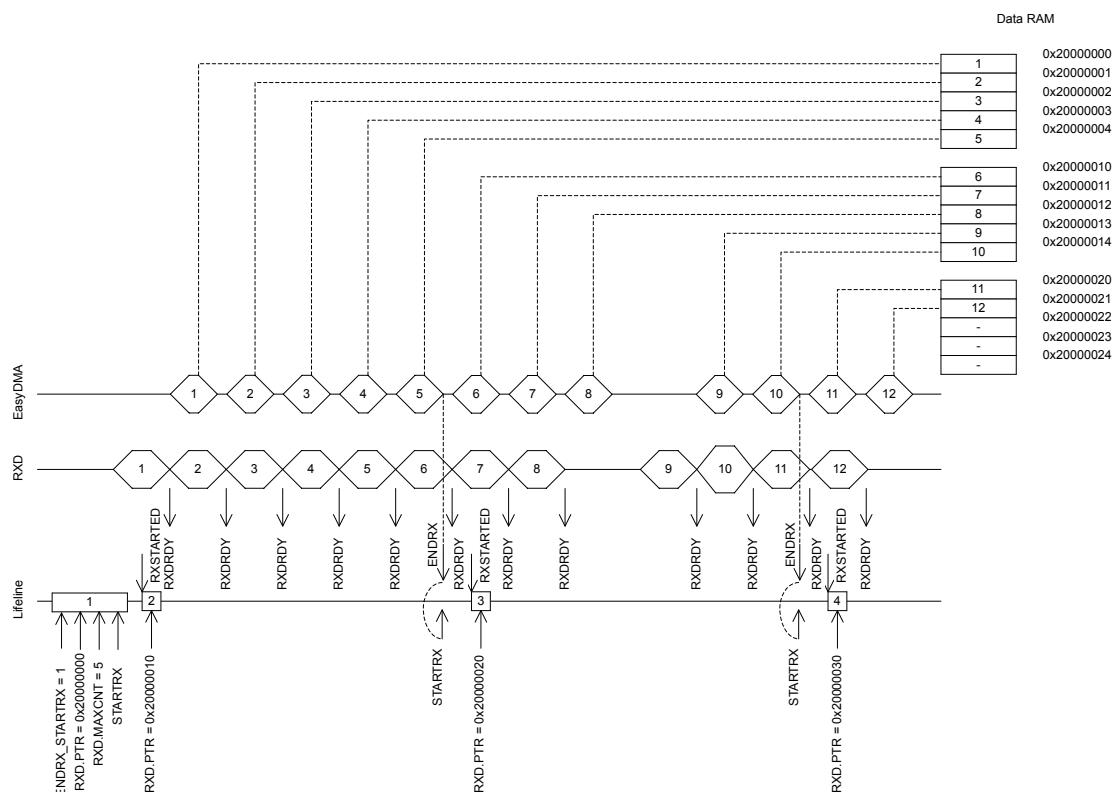 Data RAM
0x20000000
1
0x20000001
2
0x20000002
3
0x20000003
4
0x20000004
5
0x20000010
6
0x20000011
7
0x20000012
8
0x20000013
9
0x20000014
10
0x20000020
11
0x20000021
12
0x20000022
-
0x20000023
-
0x20000024
-
EasyDMA
1 2 3 4 5 6 7 8 9 10 11 12
RXD
1 2 3 4 5 6 7 8 9 10 11 12
RXSTARTED
RXDRDY
RXDRDY
RXDRDY
RXDRDY
RXDRDY
ENDRX
RXDRDY
RXSTARTED
RXDRDY
RXDRDY
RXDRDY
RXDRDY
ENDRX
RXDRDY
RXSTARTED
RXDRDY
Lifeline
1 2 3 4
ENDRX_STARTRX = 1
RXD.PTR = 0x20000000
RXD.MAXCNT = 5
STARTRX
RXD.PTR = 0x20000010
STARTRX
RXD.PTR = 0x20000020
STARTRX
RXD.PTR = 0x20000030